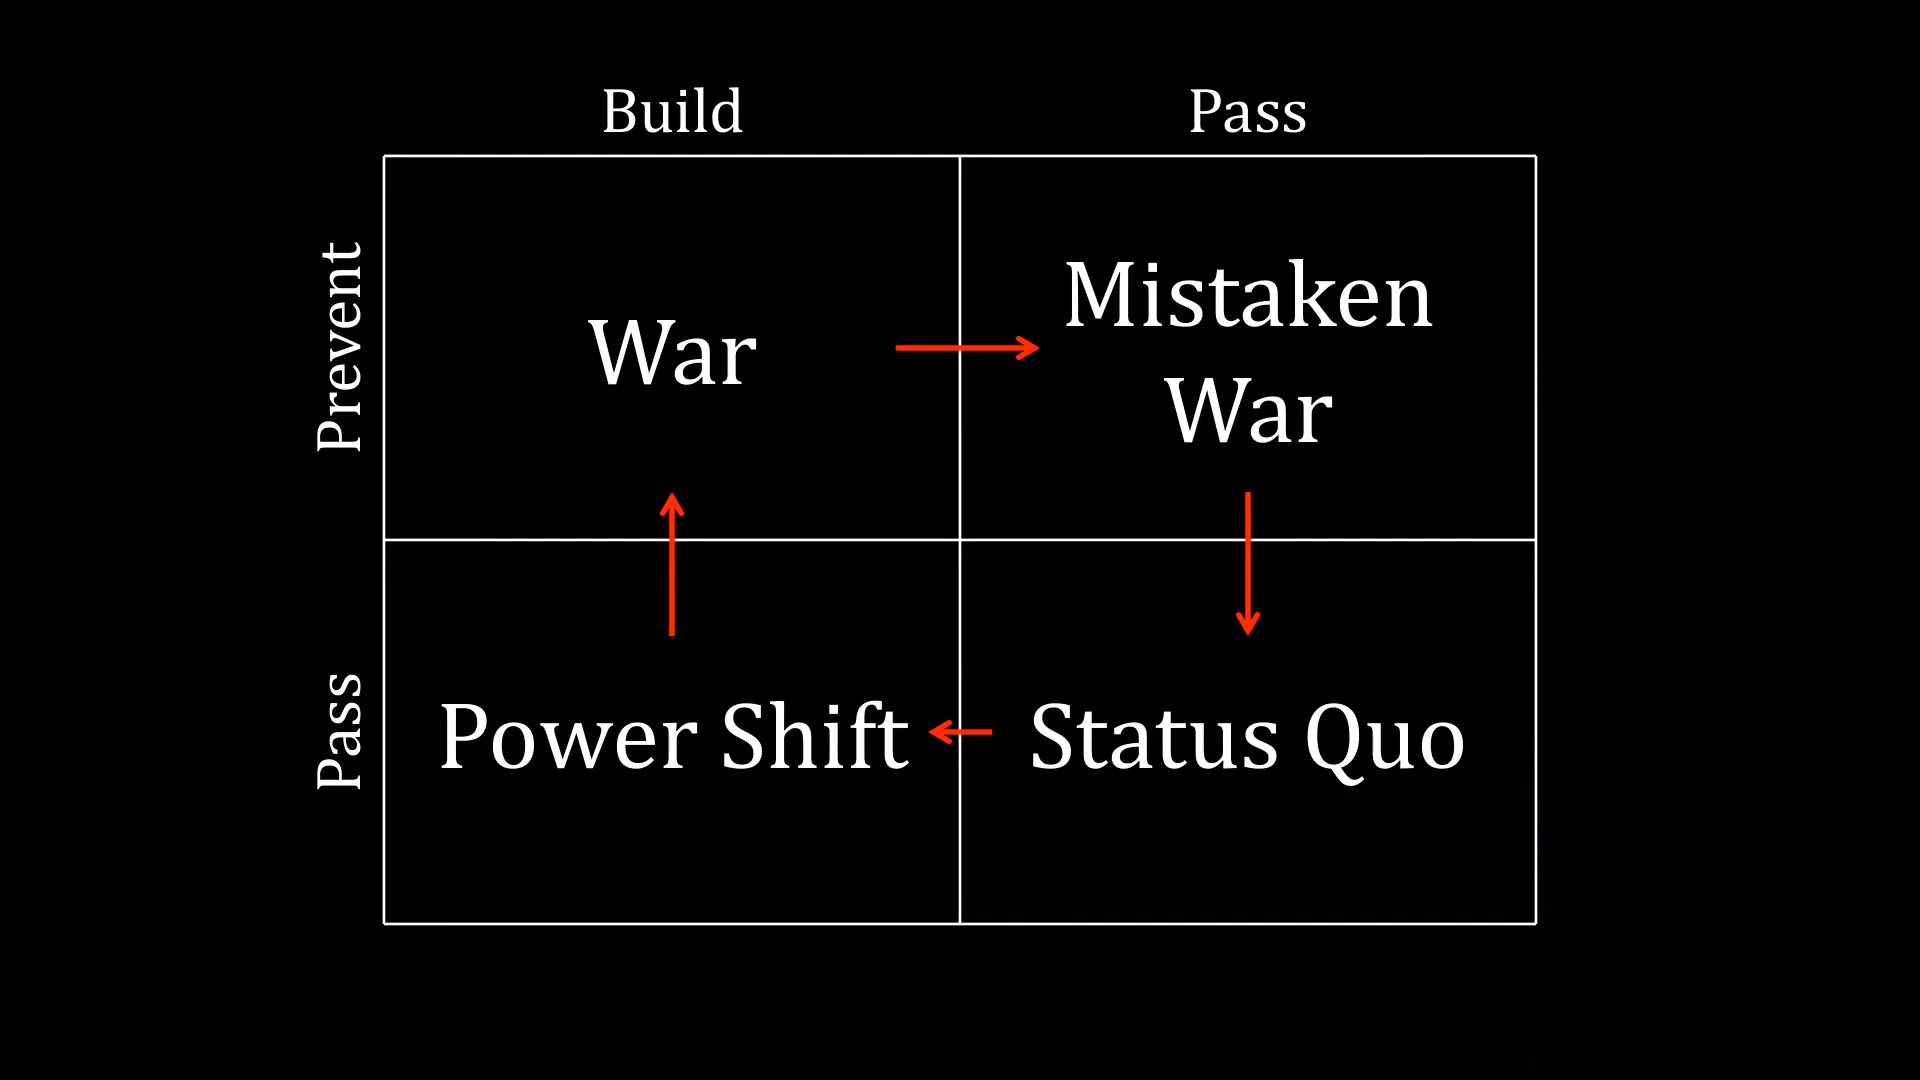 Build
Pass
Prevent
War
Mistaken
War
Pass
Power Shift
Status Quo